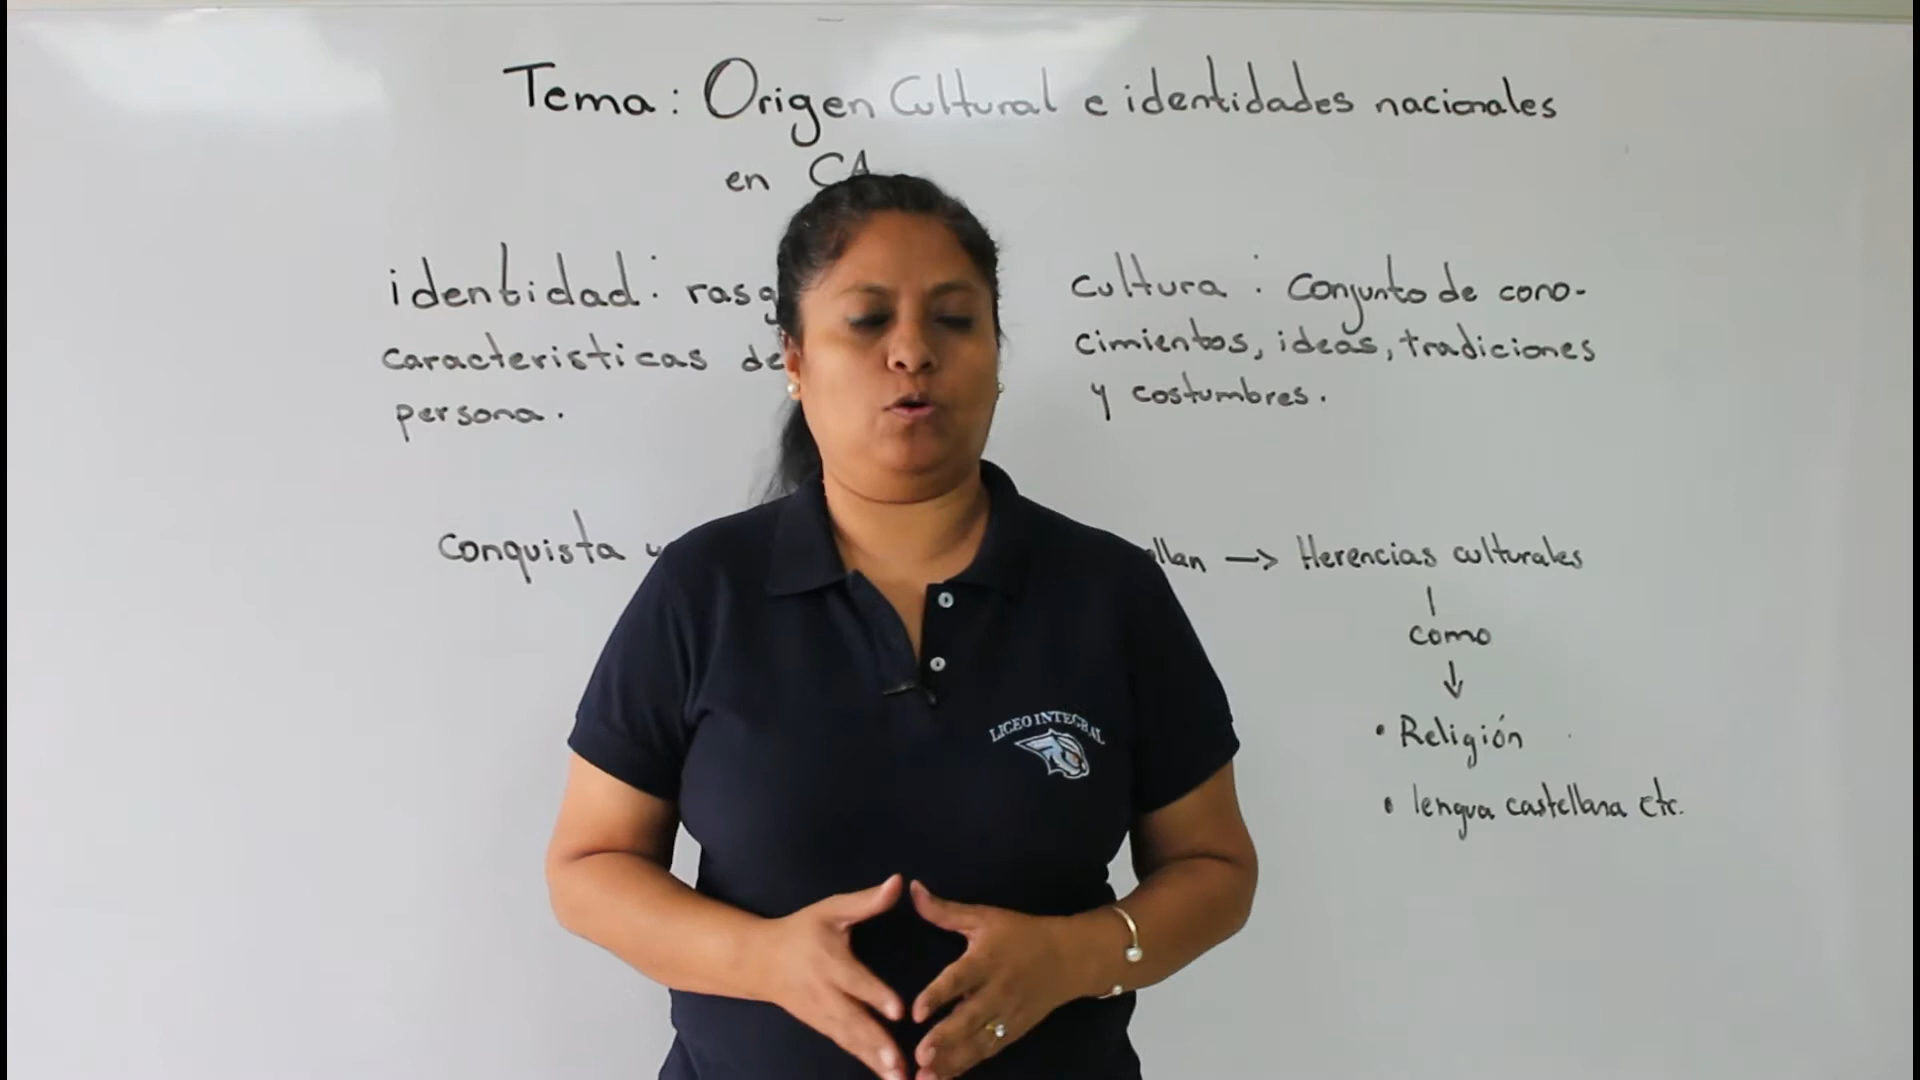 Tema: Origen Cultural e identidades nacionales
en CA
identidad: rasg
caracteristicas de
persona.
cultura: Conjunto de cono-
cimientos, ideas, tradiciones
y costumbres.
Conquista
llan → Herencias culturales
como
↓
• Religión
• lengua castellana etc.
LICEO INTEGRAL